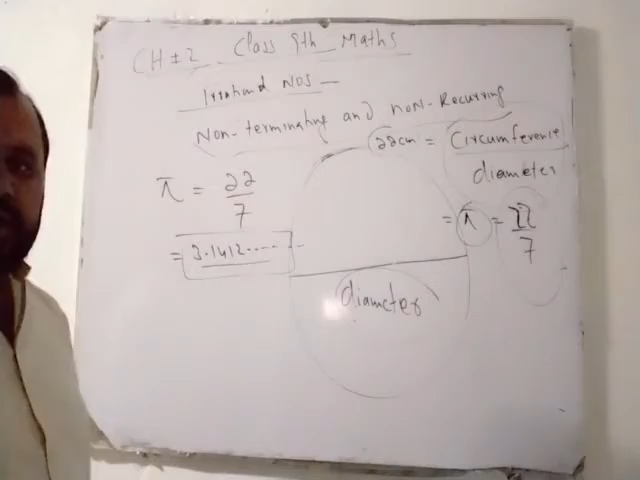 CH # 2 Class 9th Maths
Irrational NOS —
Non-terminating and NON-Recurring
22cm = Circumference
diameter
π = 22
7
= π = 22
7
= 3.1412......
diameter